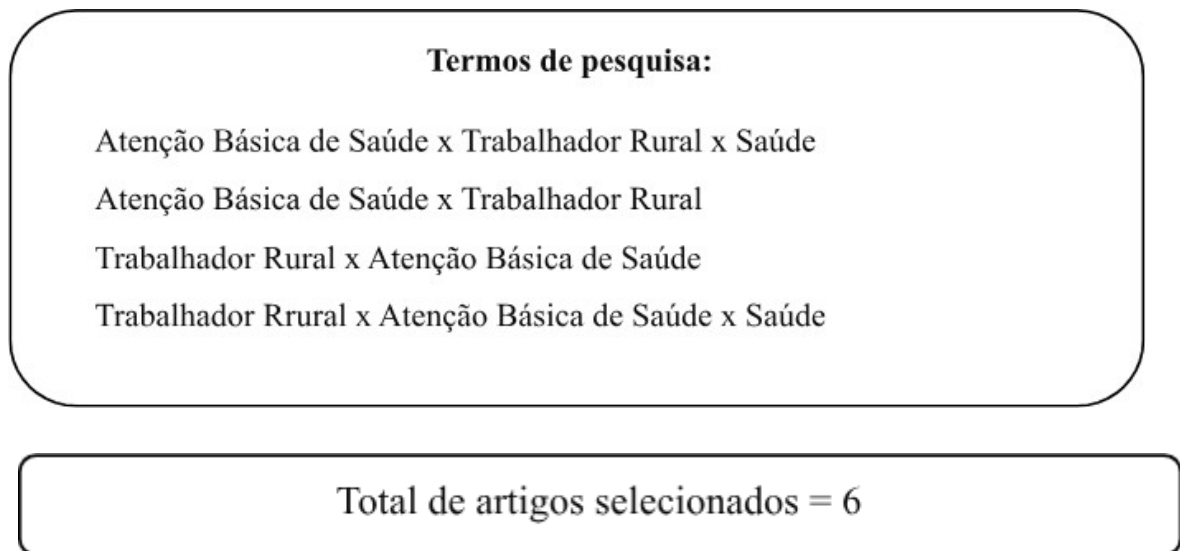 Termos de pesquisa:
Atenção Básica de Saúde x Trabalhador Rural x Saúde
Atenção Básica de Saúde x Trabalhador Rural
Trabalhador Rural x Atenção Básica de Saúde
Trabalhador Rrural x Atenção Básica de Saúde x Saúde
Total de artigos selecionados = 6